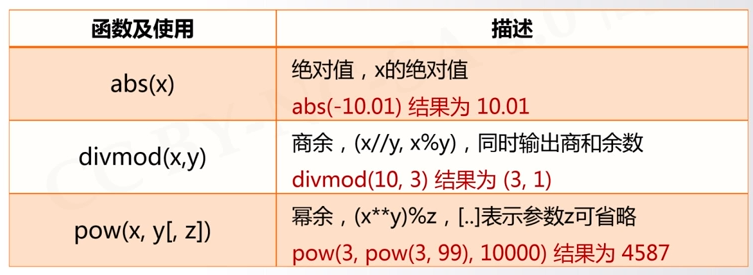 函数及使用 描述
abs(x)
绝对值，x的绝对值
abs(-10.01) 结果为 10.01
divmod(x,y)
商余，(x//y, x%y)，同时输出商和余数
divmod(10, 3) 结果为 (3, 1)
pow(x, y[, z])
幂余，(x**y)%z，[..]表示参数z可省略
pow(3, pow(3, 99), 10000) 结果为 4587